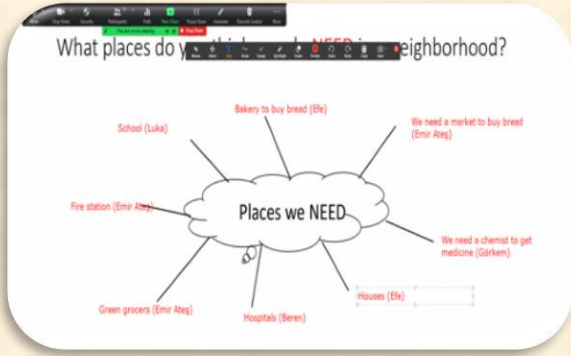 What places do y NEED eighborhood?
Bakery to buy bread (Efe)
School (Luka)
We need a market to buy bread
(Emir Ateş)
Fire station (Emir Ateş)
Places we NEED
We need a chemist to get
medicine (Görkem)
Houses (Efe)
Green grocers (Emir Ateş)
Hospitals (Beren)